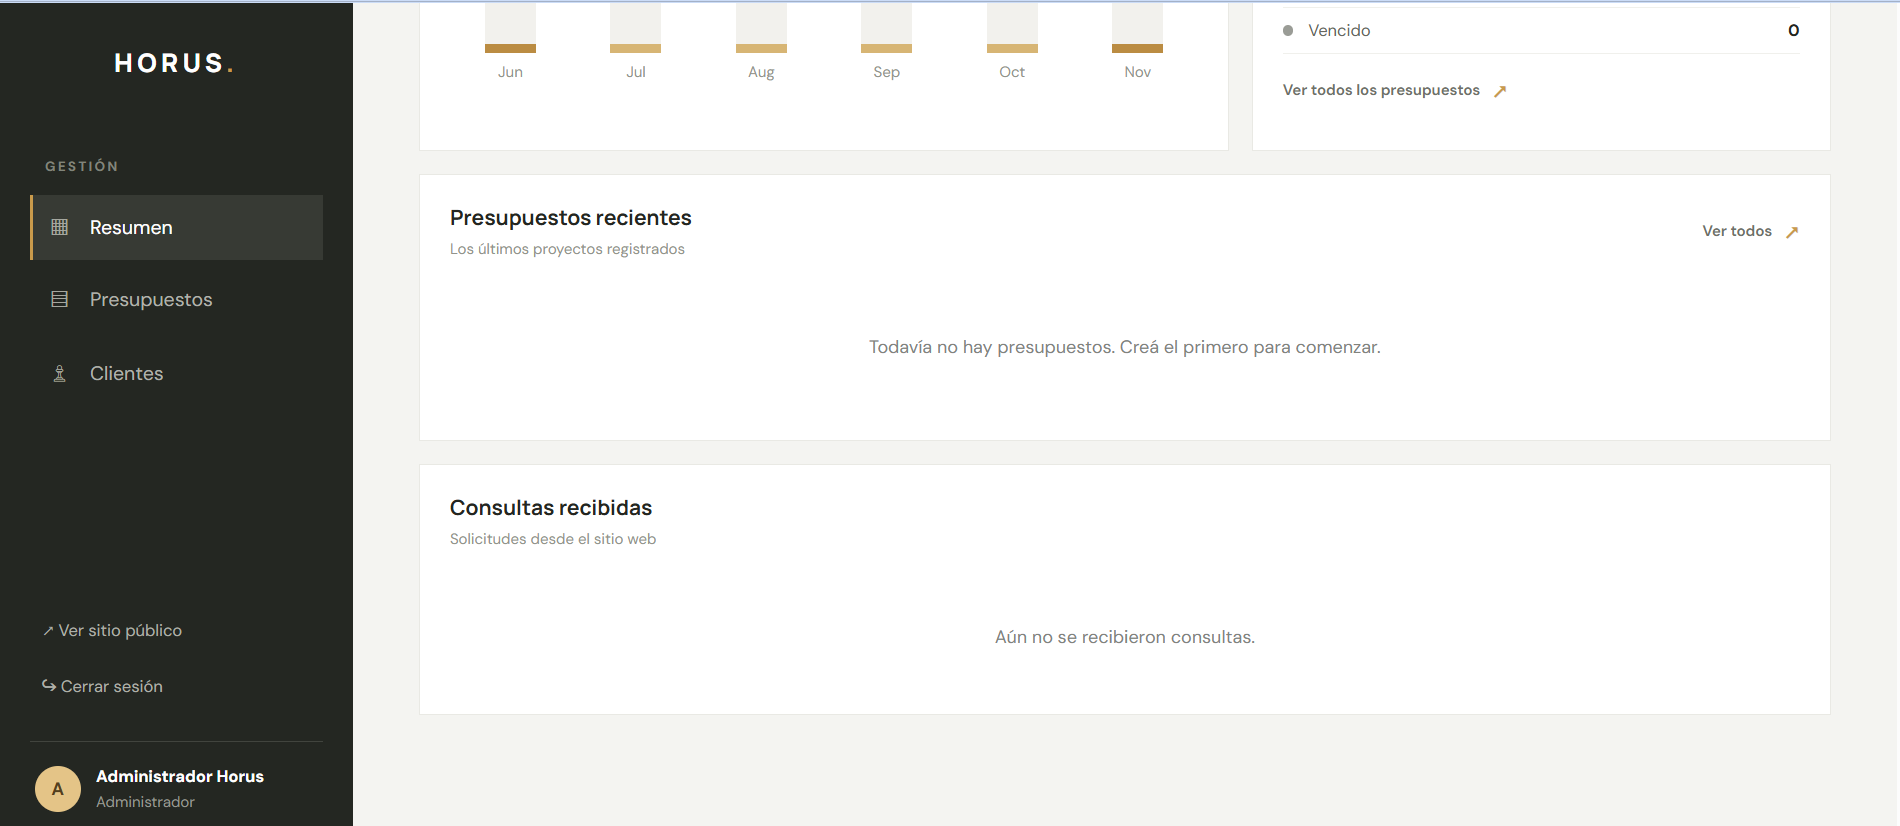 HORUS.
GESTIÓN
Resumen
Presupuestos
Clientes
↗ Ver sitio público
↪ Cerrar sesión
A
Administrador Horus
Administrador
Jun Jul Aug Sep Oct Nov
Vencido 0
Ver todos los presupuestos ↗
Presupuestos recientes
Los últimos proyectos registrados
Ver todos ↗
Todavía no hay presupuestos. Creá el primero para comenzar.
Consultas recibidas
Solicitudes desde el sitio web
Aún no se recibieron consultas.